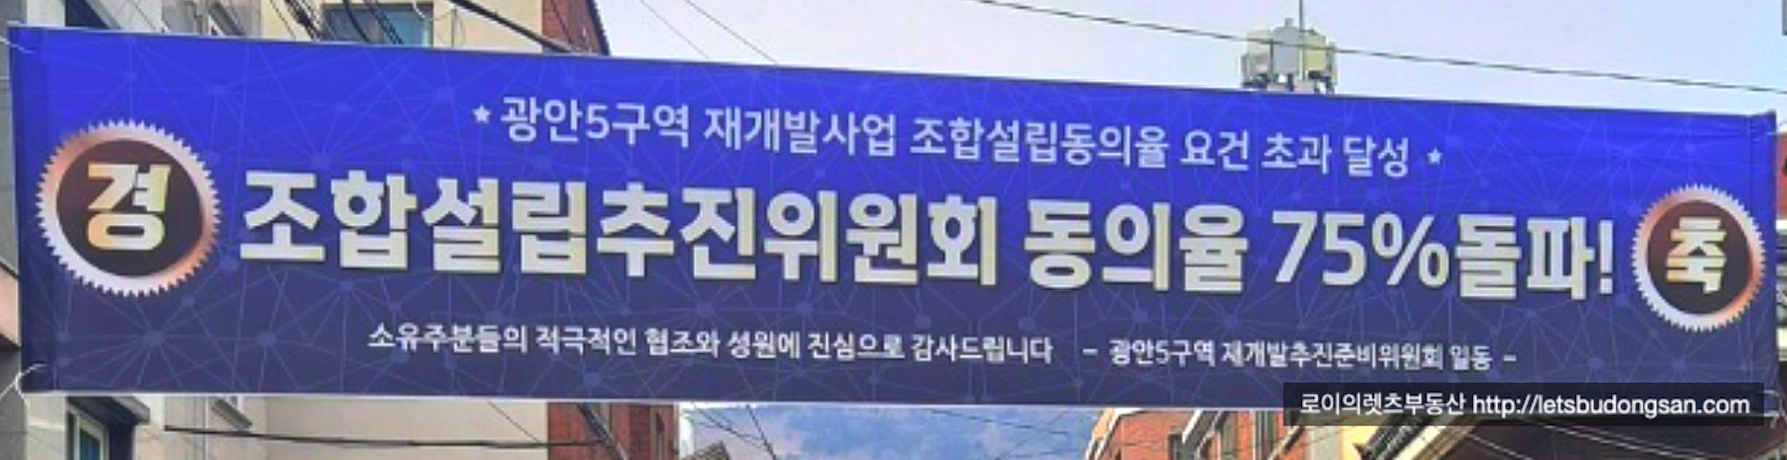 ★광안5구역 재개발사업 조합설립동의율 요건 초과 달성 ★
경 조합설립추진위원회 동의율 75%돌파! 축
소유주분들의 적극적인 협조와 성원에 진심으로 감사드립니다 - 광안5구역 재개발추진준비위원회 일동 -
로이의렛츠부동산 http://letsbudongsan.com